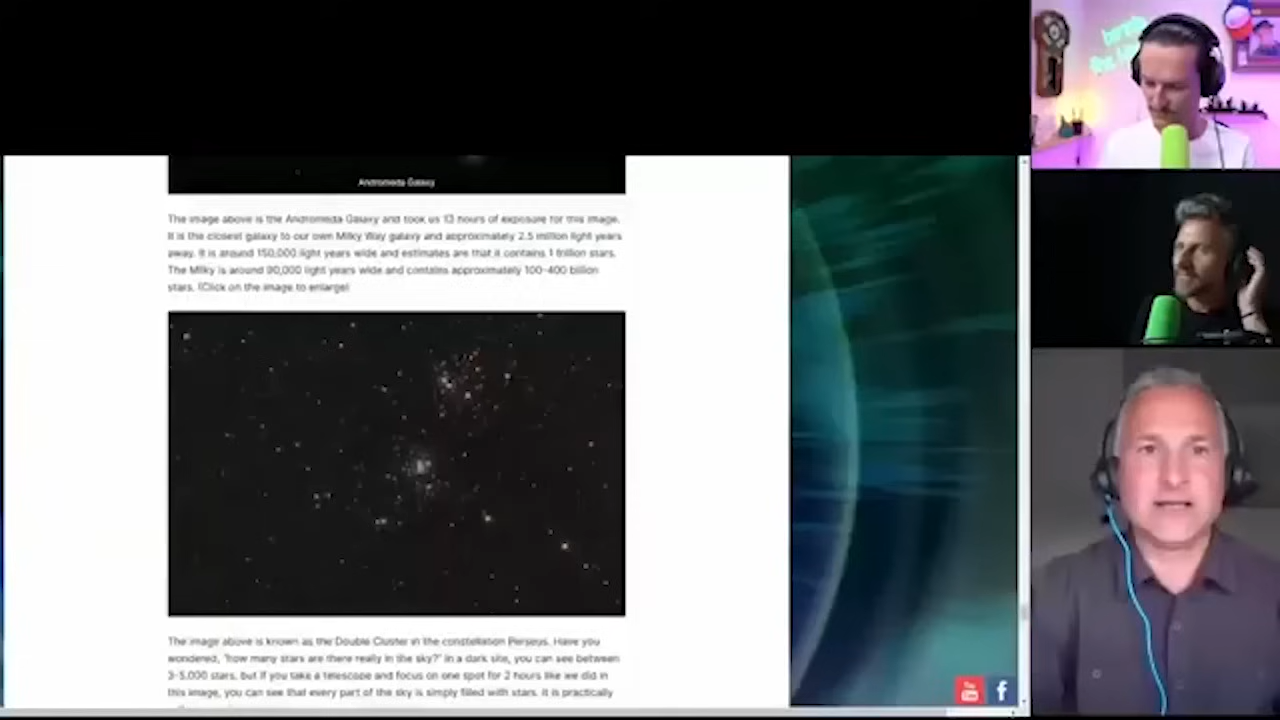 Andromeda Galaxy
The image above is the Andromeda Galaxy and took us 13 hours of exposure for this image.
It is the closest galaxy to our own Milky Way galaxy and approximately 2.5 million light years
away. It is around 150,000 light years wide and estimates are that it contains 1 trillion stars.
The Milky is around 90,000 light years wide and contains approximately 100-400 billion
stars. (Click on the image to enlarge)
The image above is known as the Double Cluster in the constellation Perseus. Have you
wondered, "how many stars are there really in the sky?" In a dark site, you can see between
3-5,000 stars, but if you take a telescope and focus on one spot for 2 hours like we did in
this image, you can see that every part of the sky is simply filled with stars. It is practically
You
f